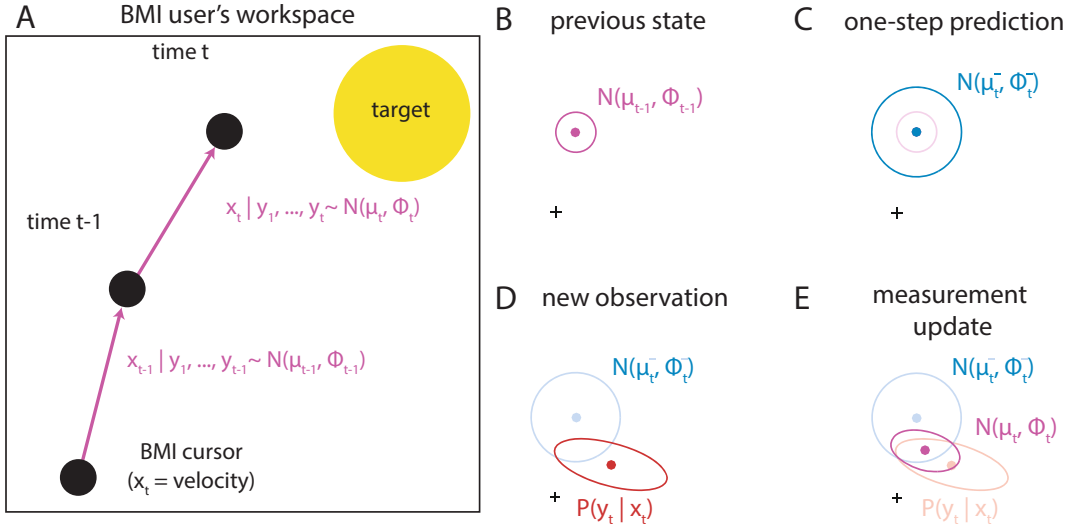 A
BMI user's workspace
time t
target
x_t | y_1, ..., y_t ~ N(μ_t, Φ_t)
time t-1
x_{t-1} | y_1, ..., y_{t-1} ~ N(μ_{t-1}, Φ_{t-1})
BMI cursor
(x_t = velocity)
B
previous state
N(μ_{t-1}, Φ_{t-1})
+
C
one-step prediction
N(μ_t^-, Φ_t^-)
+
D
new observation
N(μ_t^-, Φ_t^-)
+
P(y_t | x_t)
E
measurement
update
N(μ_t^-, Φ_t^-)
N(μ_t, Φ_t)
+
P(y_t | x_t)